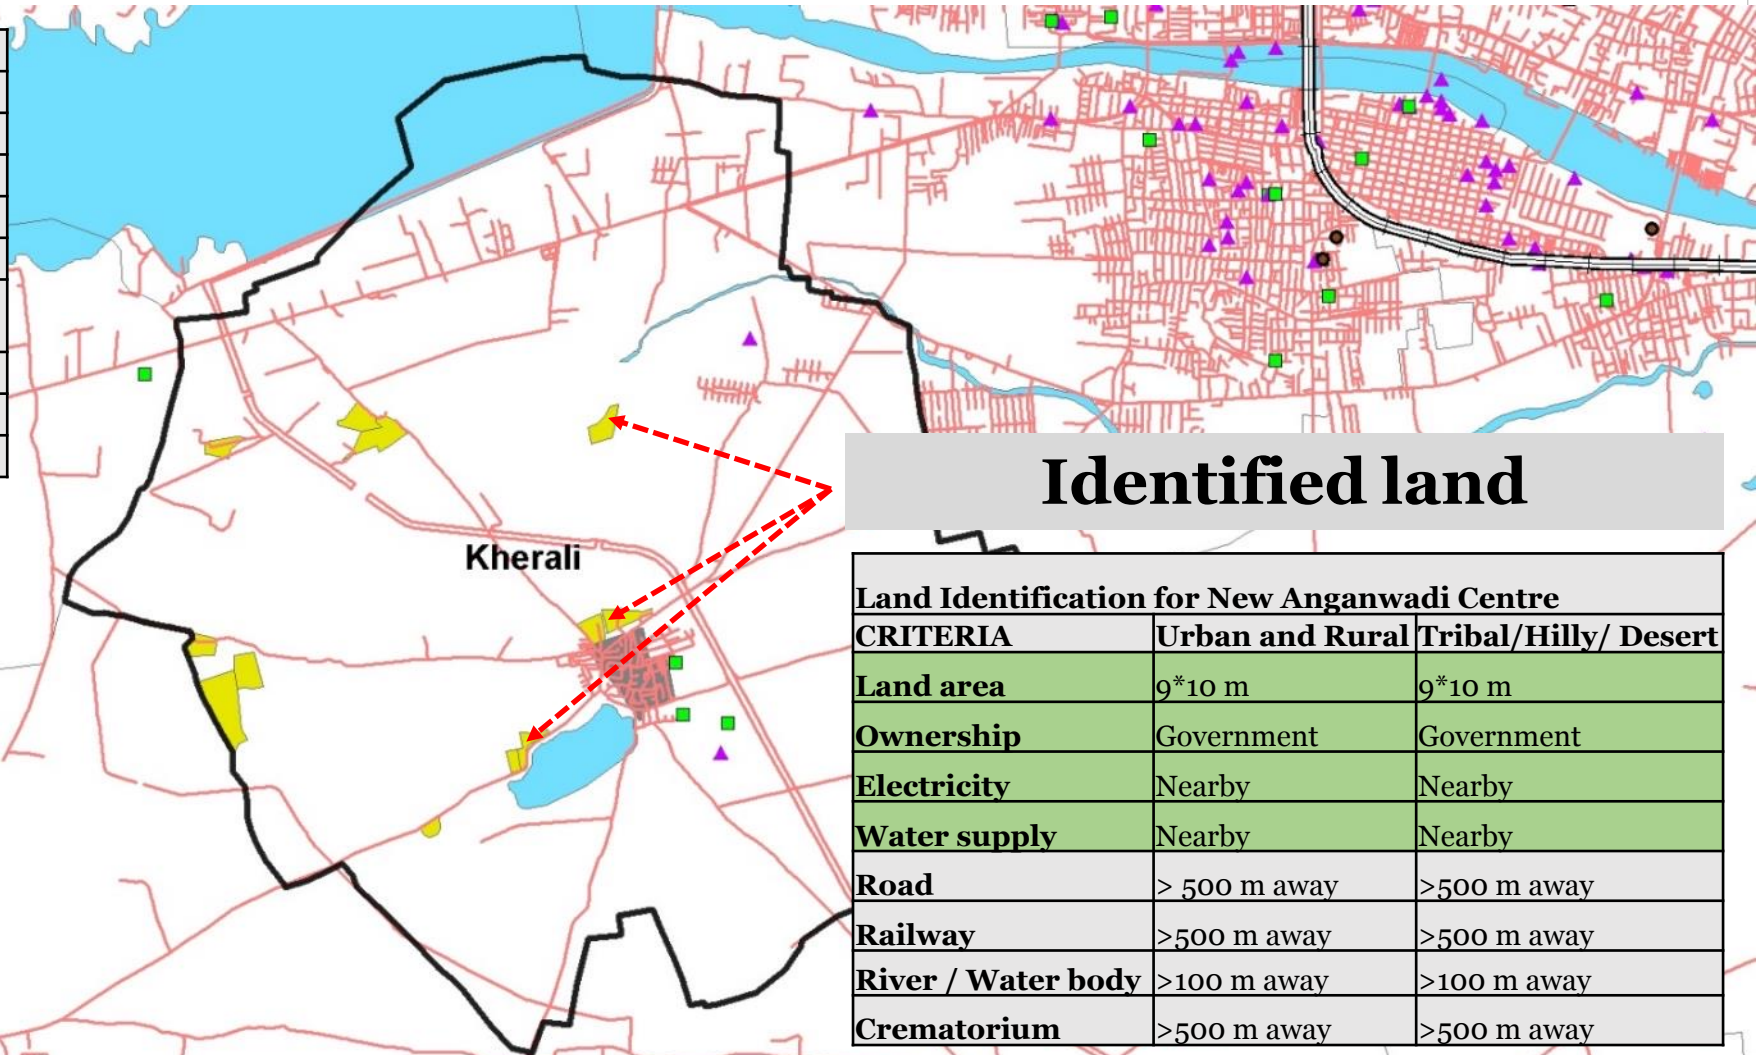 Identified land
Kherali
Land Identification for New Anganwadi Centre
CRITERIA Urban and Rural Tribal/Hilly/ Desert
Land area 9*10 m 9*10 m
Ownership Government Government
Electricity Nearby Nearby
Water supply Nearby Nearby
Road > 500 m away >500 m away
Railway >500 m away >500 m away
River / Water body >100 m away >100 m away
Crematorium >500 m away >500 m away